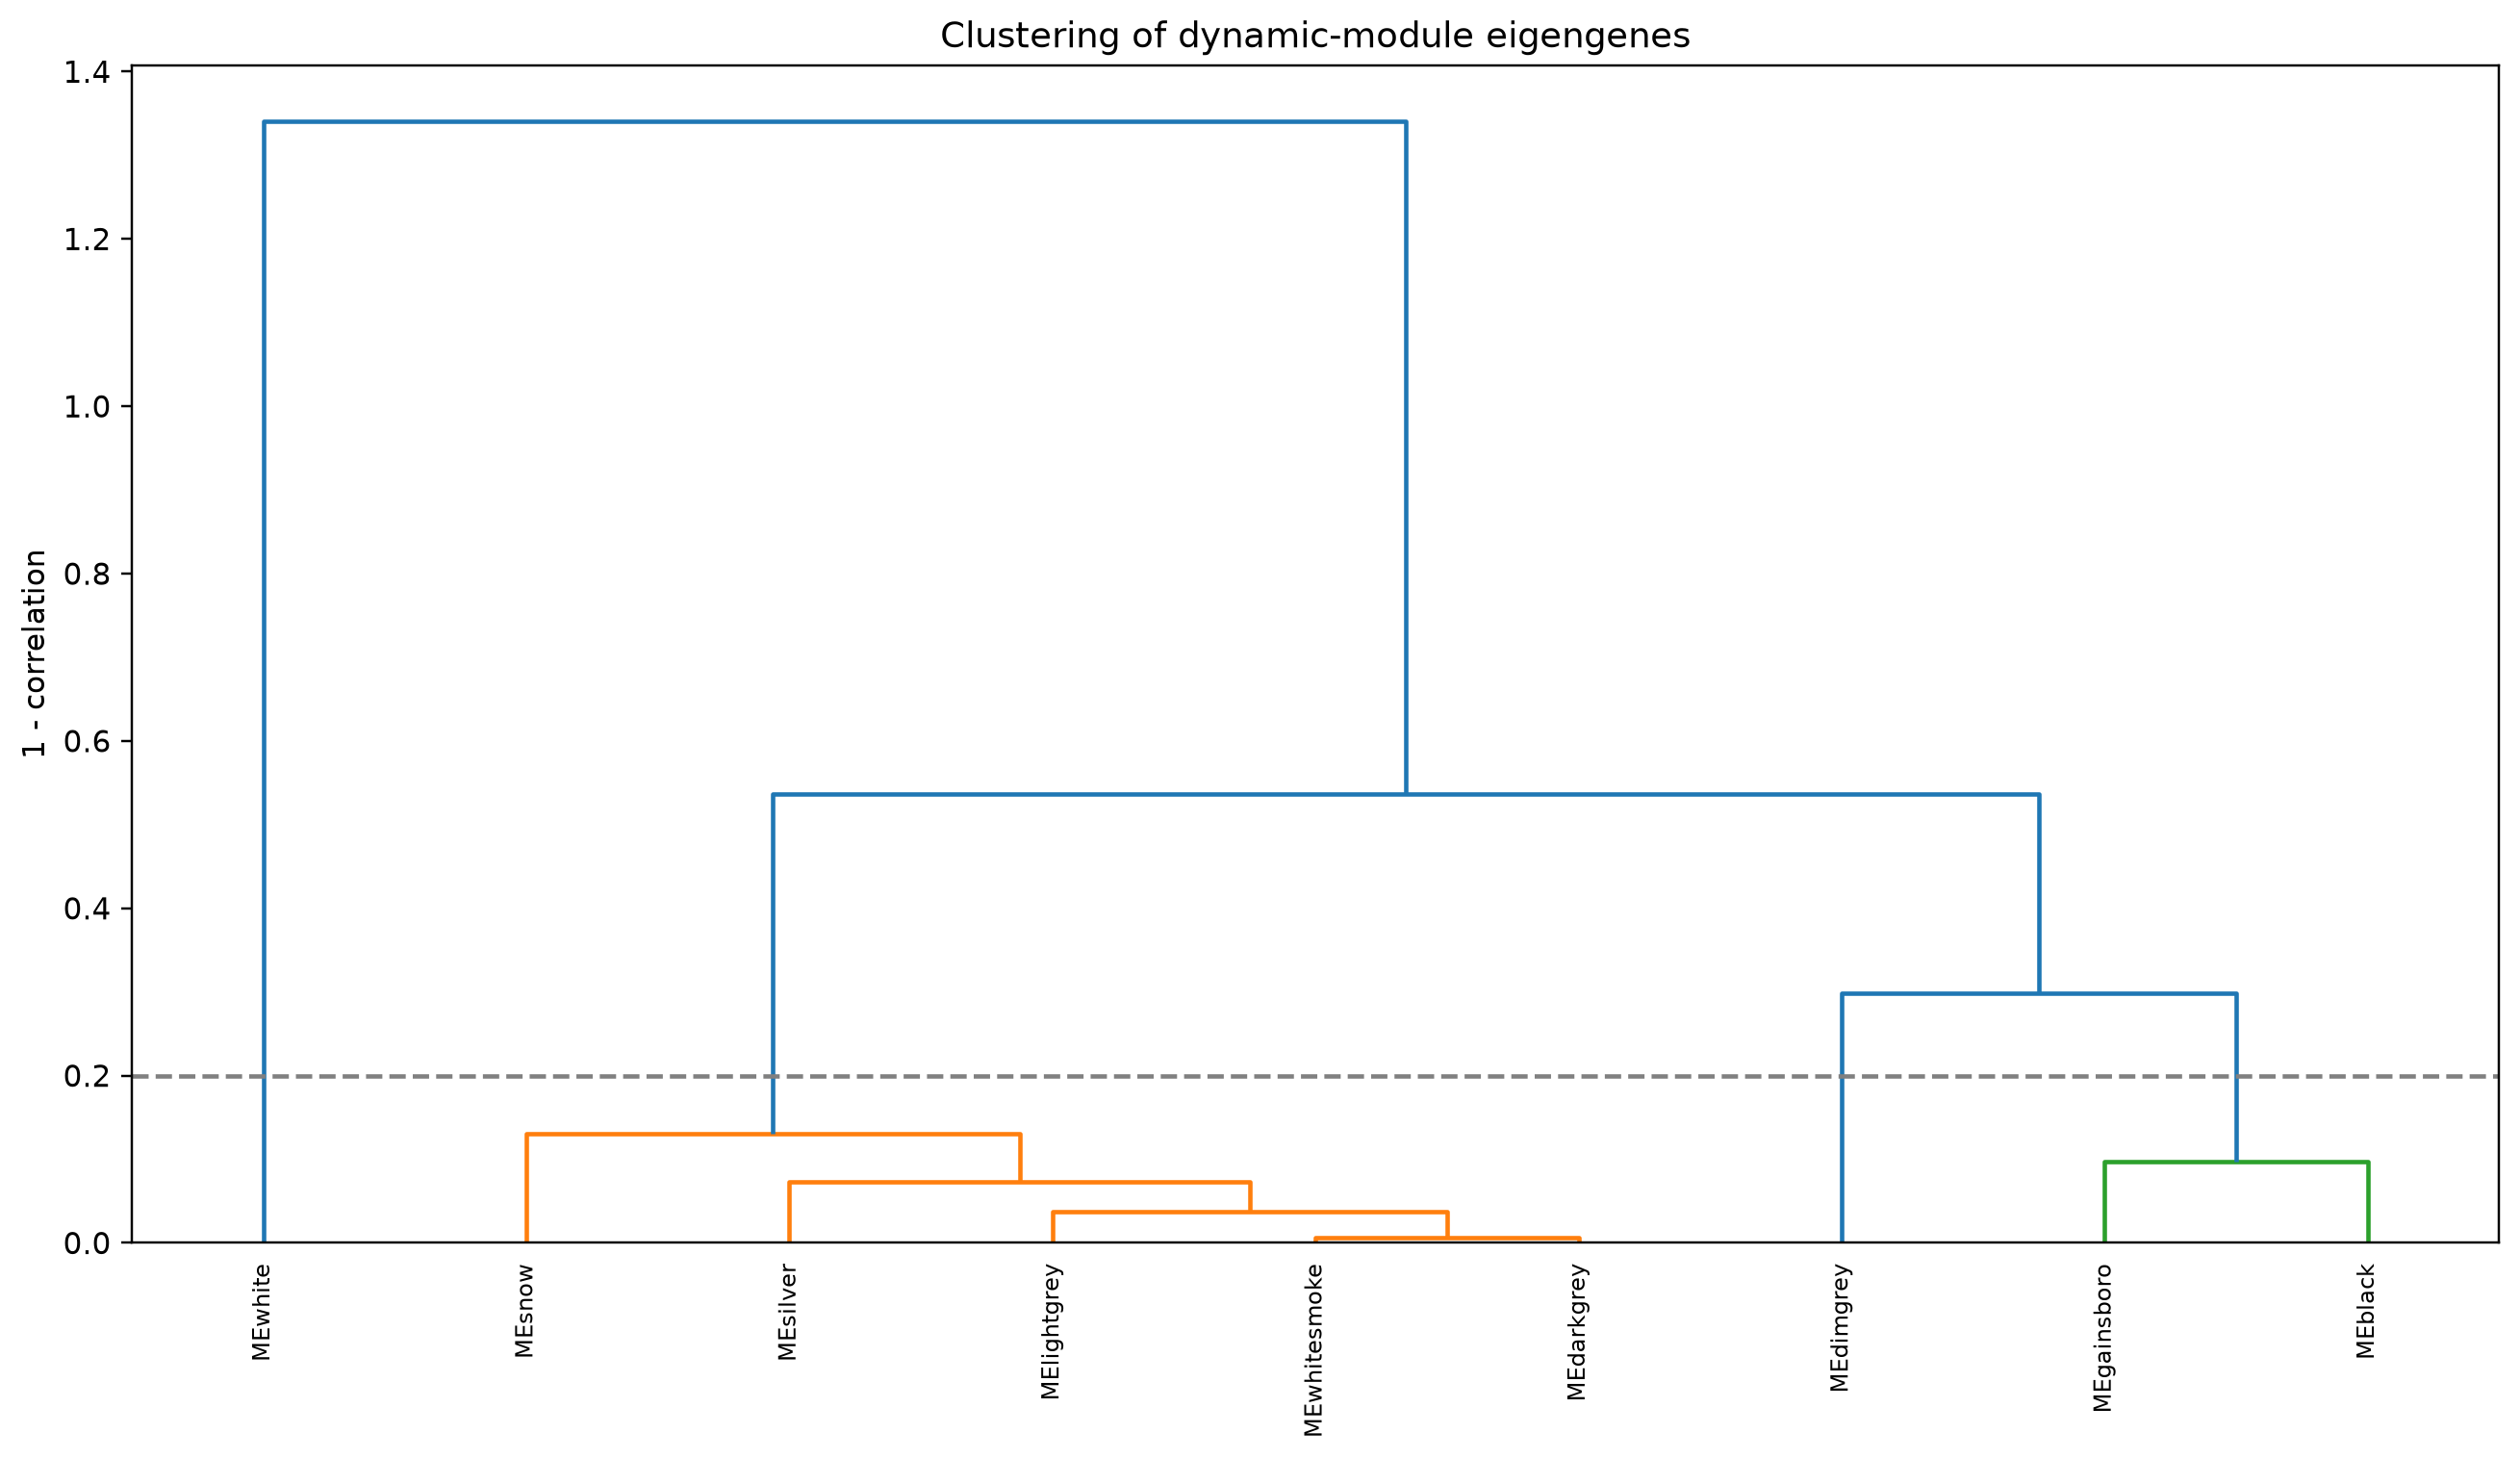 Clustering of dynamic-module eigengenes
1.4
1.2
1.0
0.8
0.6
0.4
0.2
0.0
1 - correlation
MEwhite
MEsnow
MEsilver
MElightgrey
MEwhitesmoke
MEdarkgrey
MEdimgrey
MEgainsboro
MEblack